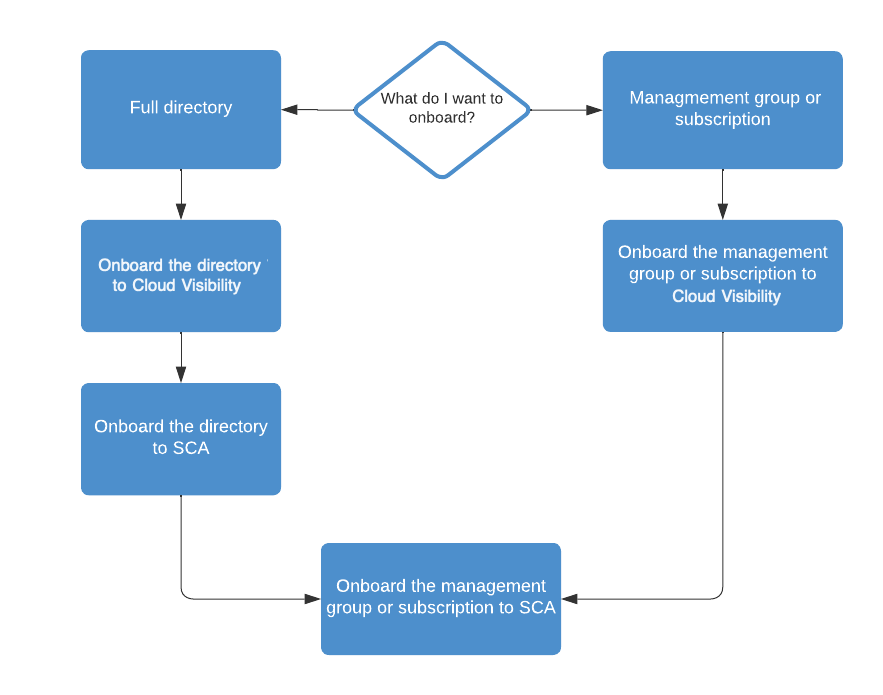 What do I want to
onboard?
Full directory
Managmement group or
subscription
Onboard the directory
to Cloud Visibility
Onboard the management
group or subscription to
Cloud Visibility
Onboard the directory
to SCA
Onboard the management
group or subscription to SCA